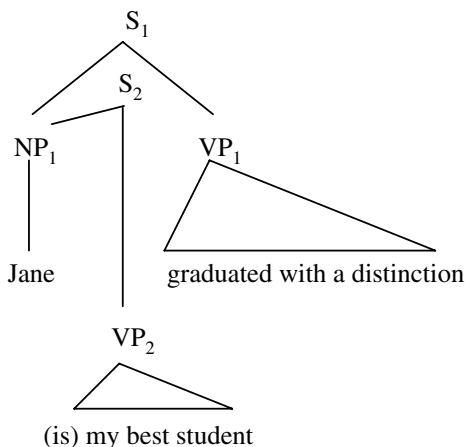 S₁
S₂
NP₁ VP₁
Jane graduated with a distinction
VP₂
(is) my best student